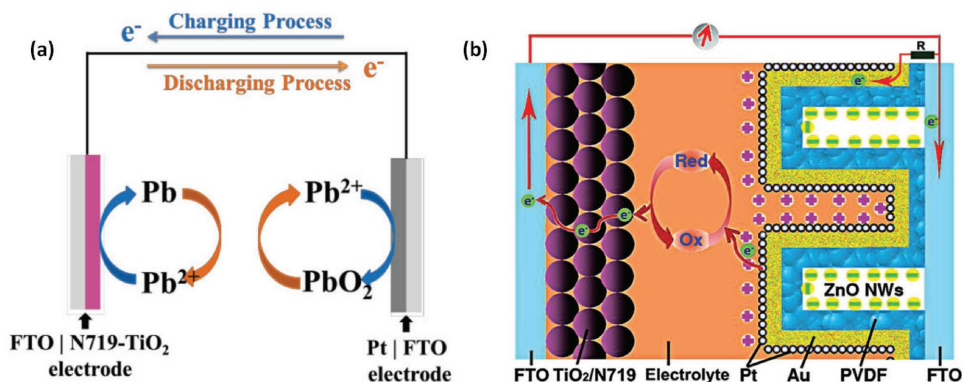 (a)
e⁻ Charging Process
Discharging Process e⁻
Pb
Pb²⁺
Pb²⁺
PbO₂
FTO | N719-TiO₂
electrode
Pt | FTO
electrode
(b)
R
e⁻
e⁻
Red
e⁻
e⁻
e⁻
Ox
e⁻
ZnO NWs
FTO TiO₂/N719 Electrolyte Pt Au PVDF FTO